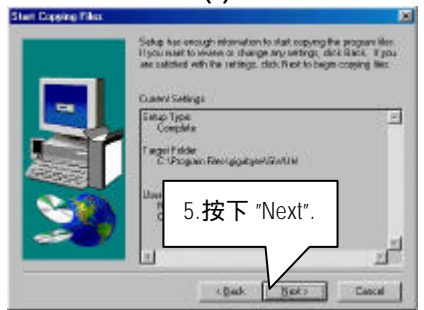 Start Copying Files
Setup has enough information to start copying the program files.
If you want to review or change any settings, click Back. If you
are satisfied with the settings, click Next to begin copying files.
Current Settings:
Setup Type:
Complete
Target Folder
C:\Program Files\gigabyte\
User
5.按下 "Next".
< Back
Next >
Cancel